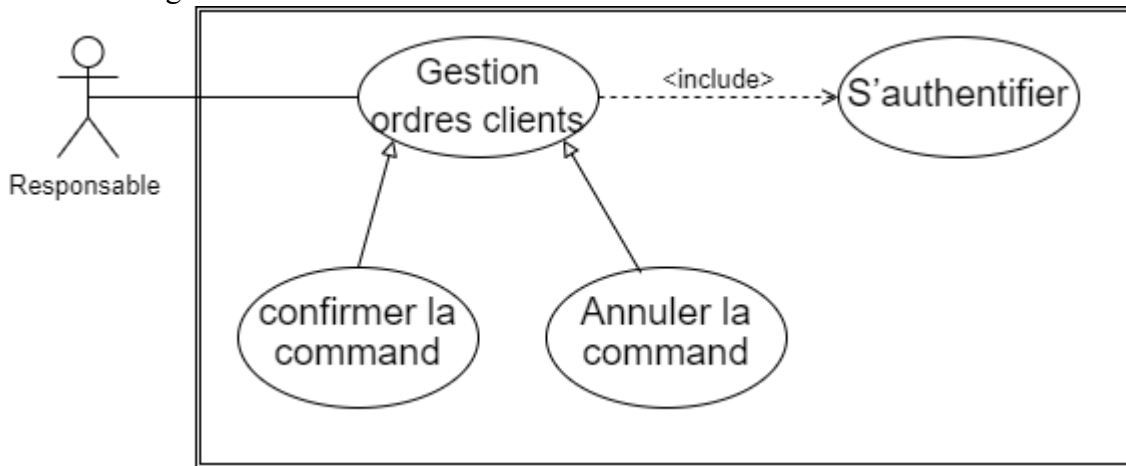 Gestion
ordres clients
<include>
S'authentifier
Responsable
confirmer la
command
Annuler la
command